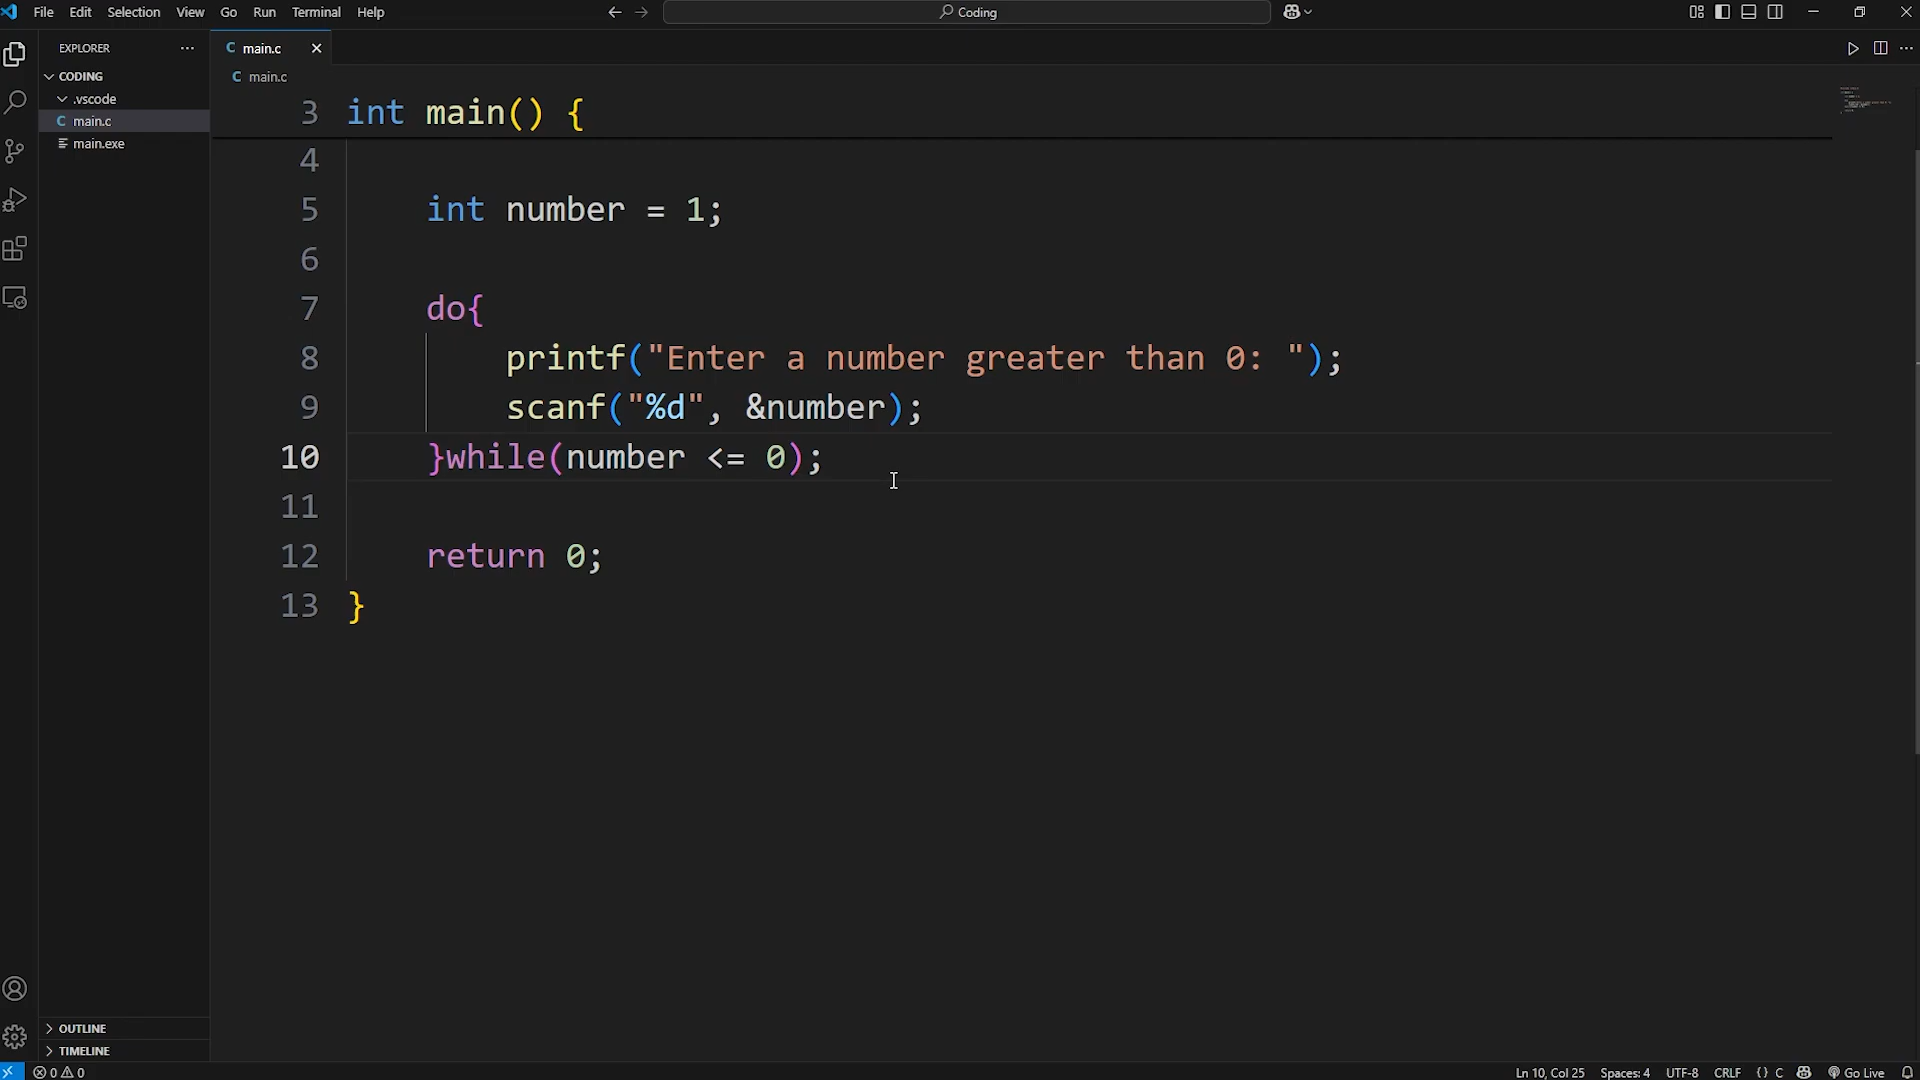 File Edit Selection View Go Run Terminal Help
Coding
EXPLORER
CODING
.vscode
C main.c
main.exe
OUTLINE
TIMELINE
C main.c
C main.c
3 int main() {
4
5 int number = 1;
6
7 do{
8 printf("Enter a number greater than 0: ");
9 scanf("%d", &number);
10 }while(number <= 0);
11
12 return 0;
13 }
0 0
Ln 10, Col 25 Spaces: 4 UTF-8 CRLF {} C Go Live